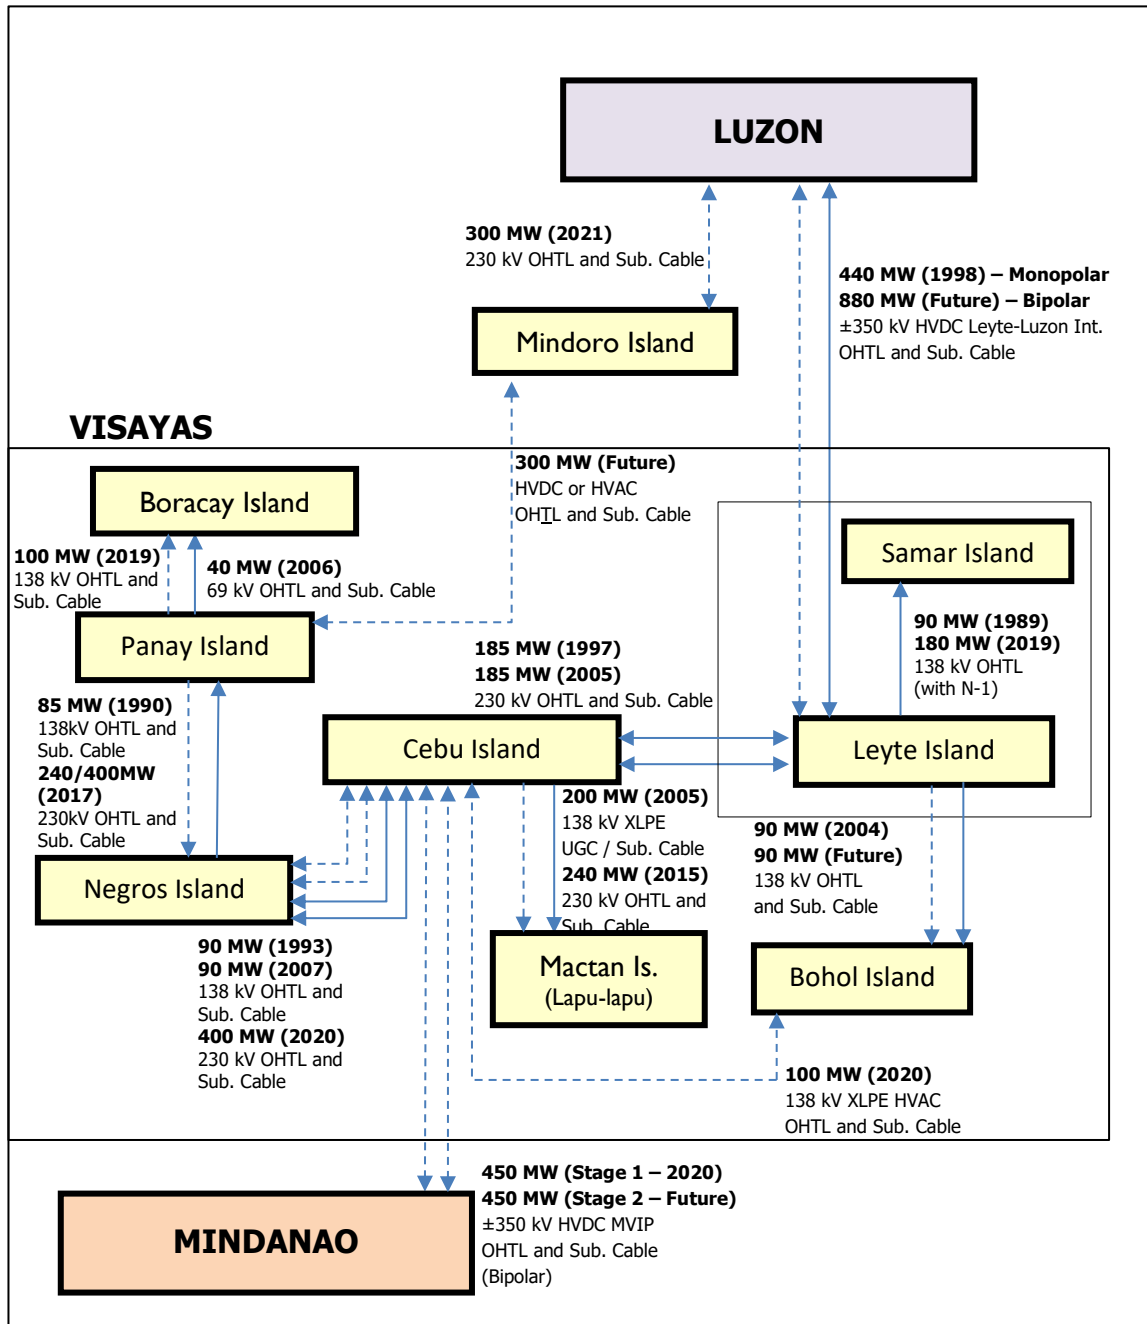 LUZON
300 MW (2021)
230 kV OHTL and Sub. Cable
440 MW (1998) – Monopolar
880 MW (Future) – Bipolar
±350 kV HVDC Leyte-Luzon Int.
OHTL and Sub. Cable
Mindoro Island
VISAYAS
300 MW (Future)
HVDC or HVAC
OHTL and Sub. Cable
Boracay Island
Samar Island
100 MW (2019)
138 kV OHTL and
Sub. Cable
40 MW (2006)
69 kV OHTL and Sub. Cable
Panay Island
90 MW (1989)
180 MW (2019)
138 kV OHTL
(with N-1)
185 MW (1997)
185 MW (2005)
230 kV OHTL and Sub. Cable
85 MW (1990)
138kV OHTL and
Sub. Cable
240/400MW
(2017)
230kV OHTL and
Sub. Cable
Cebu Island
Leyte Island
200 MW (2005)
138 kV XLPE
UGC / Sub. Cable
240 MW (2015)
230 kV OHTL and
Sub. Cable
90 MW (2004)
90 MW (Future)
138 kV OHTL
and Sub. Cable
Negros Island
90 MW (1993)
90 MW (2007)
138 kV OHTL and
Sub. Cable
400 MW (2020)
230 kV OHTL and
Sub. Cable
Mactan Is.
(Lapu-lapu)
Bohol Island
100 MW (2020)
138 kV XLPE HVAC
OHTL and Sub. Cable
MINDANAO
450 MW (Stage 1 – 2020)
450 MW (Stage 2 – Future)
±350 kV HVDC MVIP
OHTL and Sub. Cable
(Bipolar)